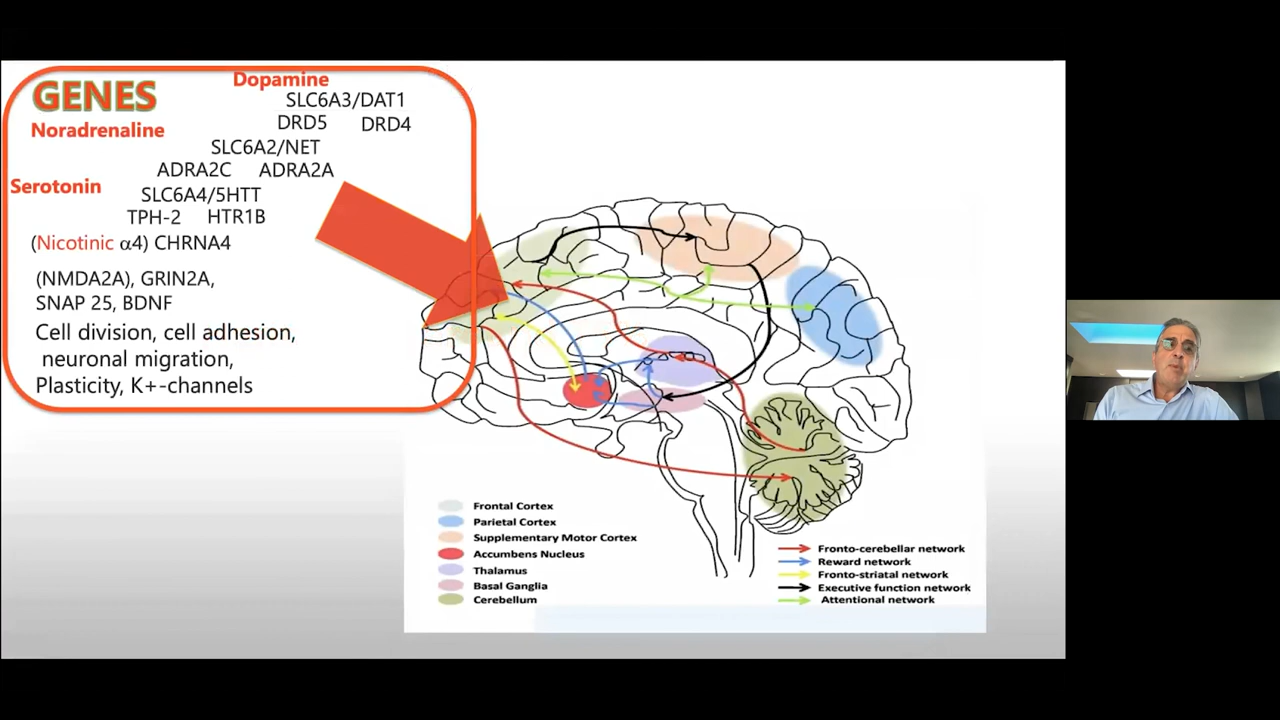 GENES
Dopamine
SLC6A3/DAT1
Noradrenaline
DRD5 DRD4
SLC6A2/NET
ADRA2C ADRA2A
Serotonin
SLC6A4/5HTT
TPH-2 HTR1B
(Nicotinic α4) CHRNA4
(NMDA2A), GRIN2A,
SNAP 25, BDNF
Cell division, cell adhesion,
neuronal migration,
Plasticity, K+-channels
Frontal Cortex
Parietal Cortex
Supplementary Motor Cortex
Accumbens Nucleus
Thalamus
Basal Ganglia
Cerebellum
Fronto-cerebellar network
Reward network
Fronto-striatal network
Executive function network
Attentional network